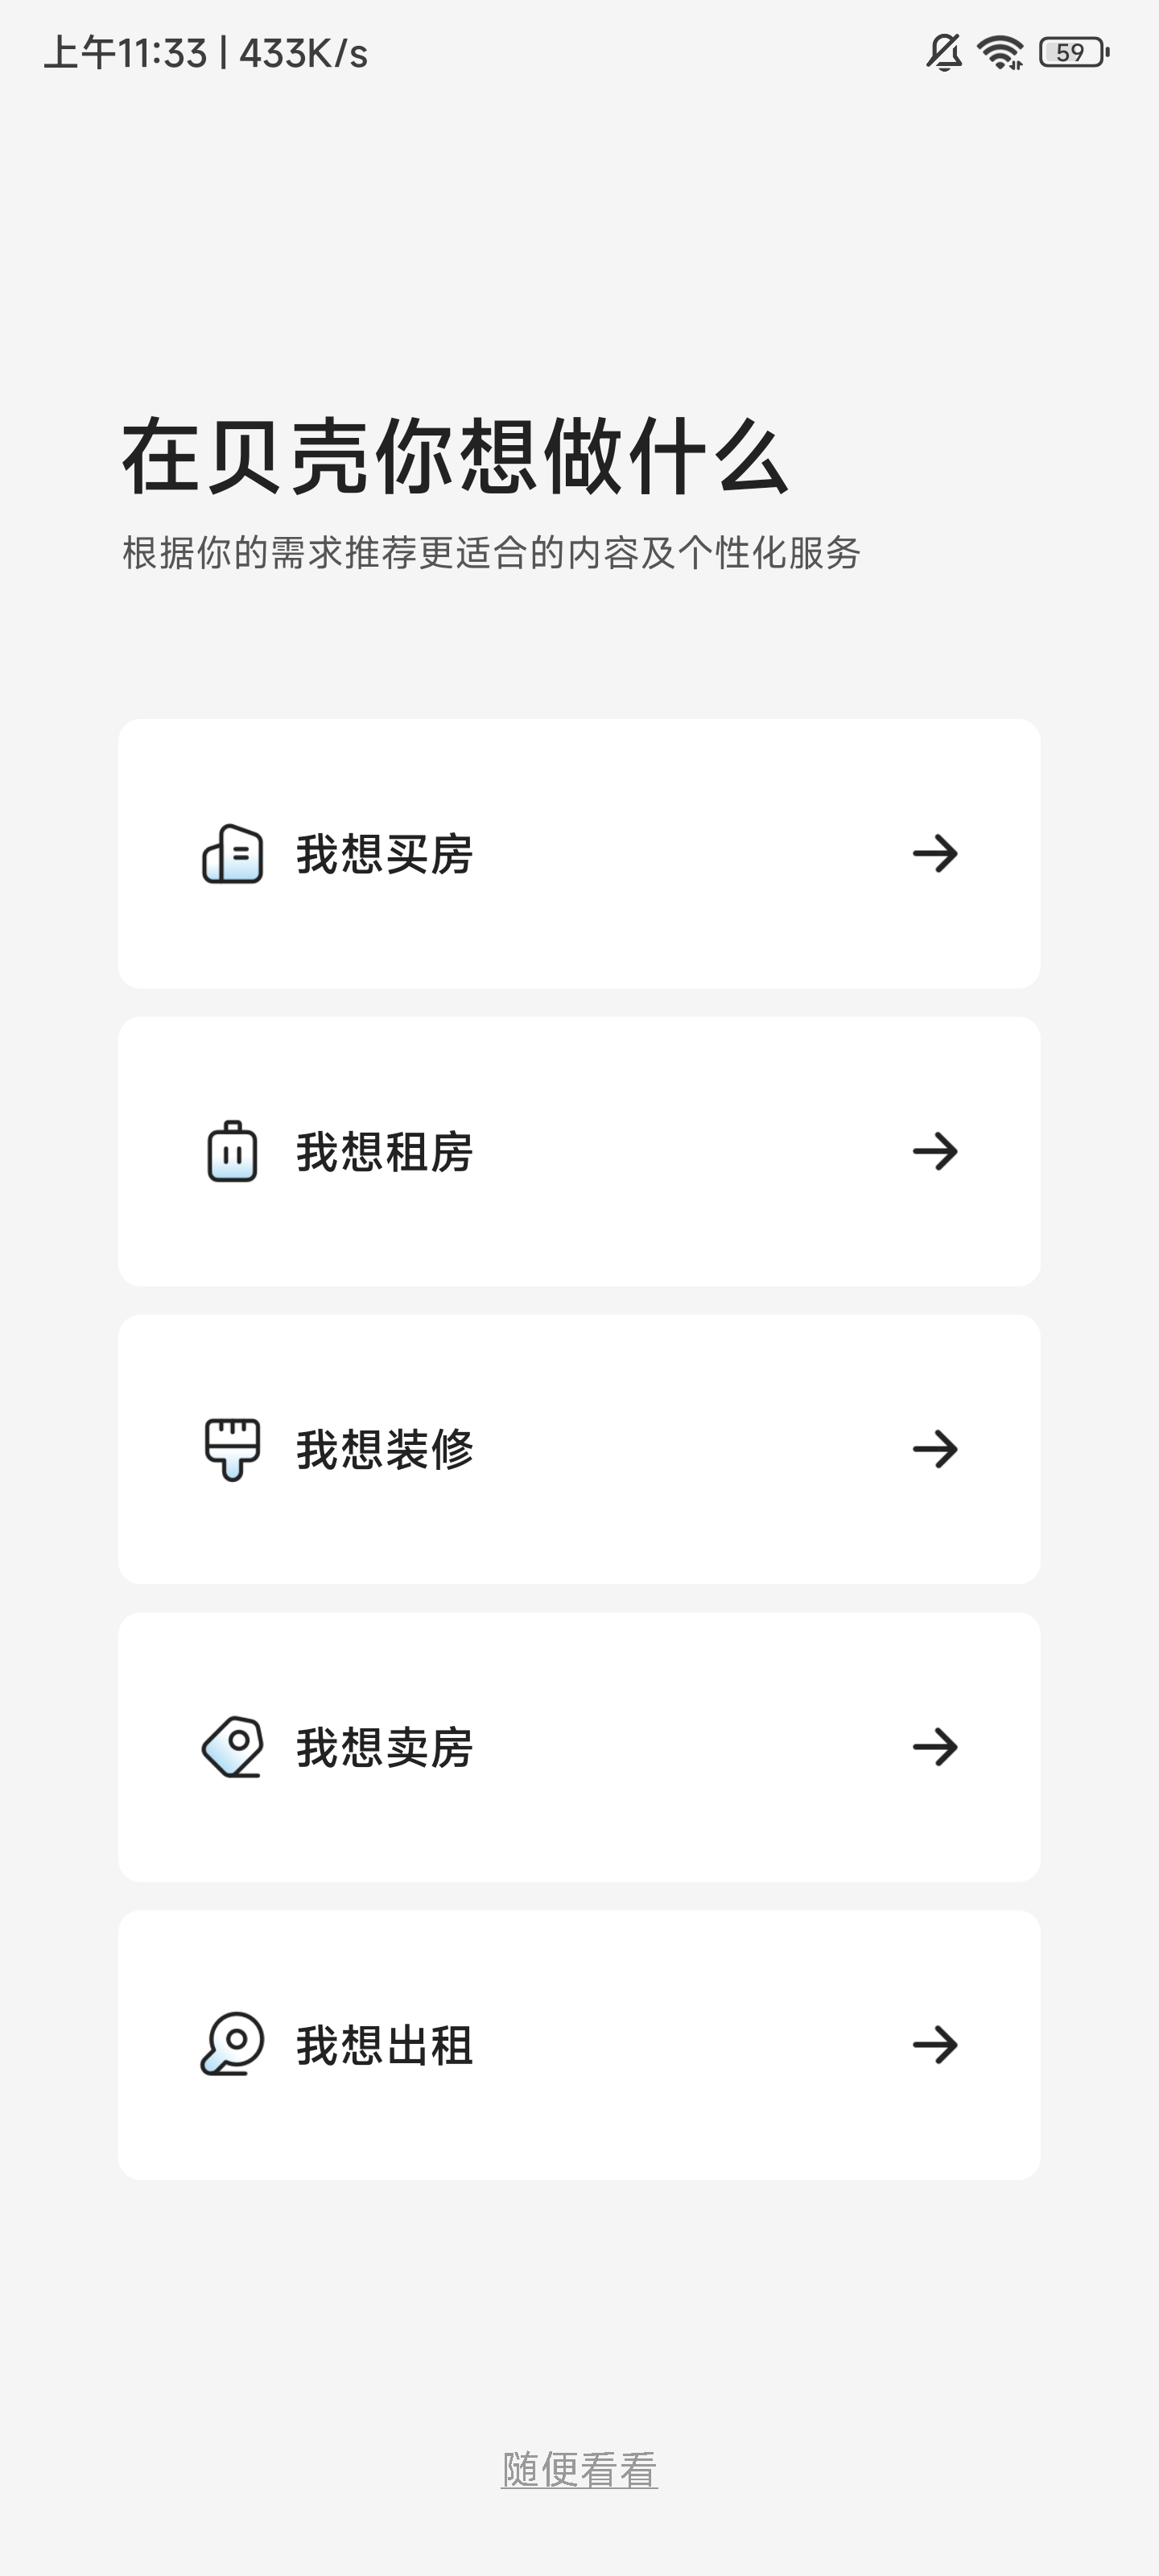 上午11:33 | 433K/s
59
在贝壳你想做什么
根据你的需求推荐更适合的内容及个性化服务
我想买房
我想租房
我想装修
我想卖房
我想出租
随便看看